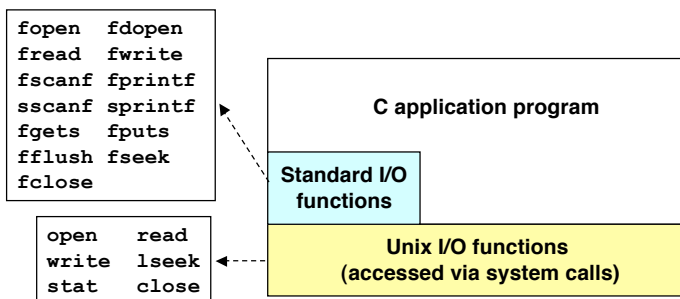 fopen fdopen
fread fwrite
fscanf fprintf
sscanf sprintf
fgets fputs
fflush fseek
fclose
C application program
Standard I/O
functions
open read
write lseek
stat close
Unix I/O functions
(accessed via system calls)